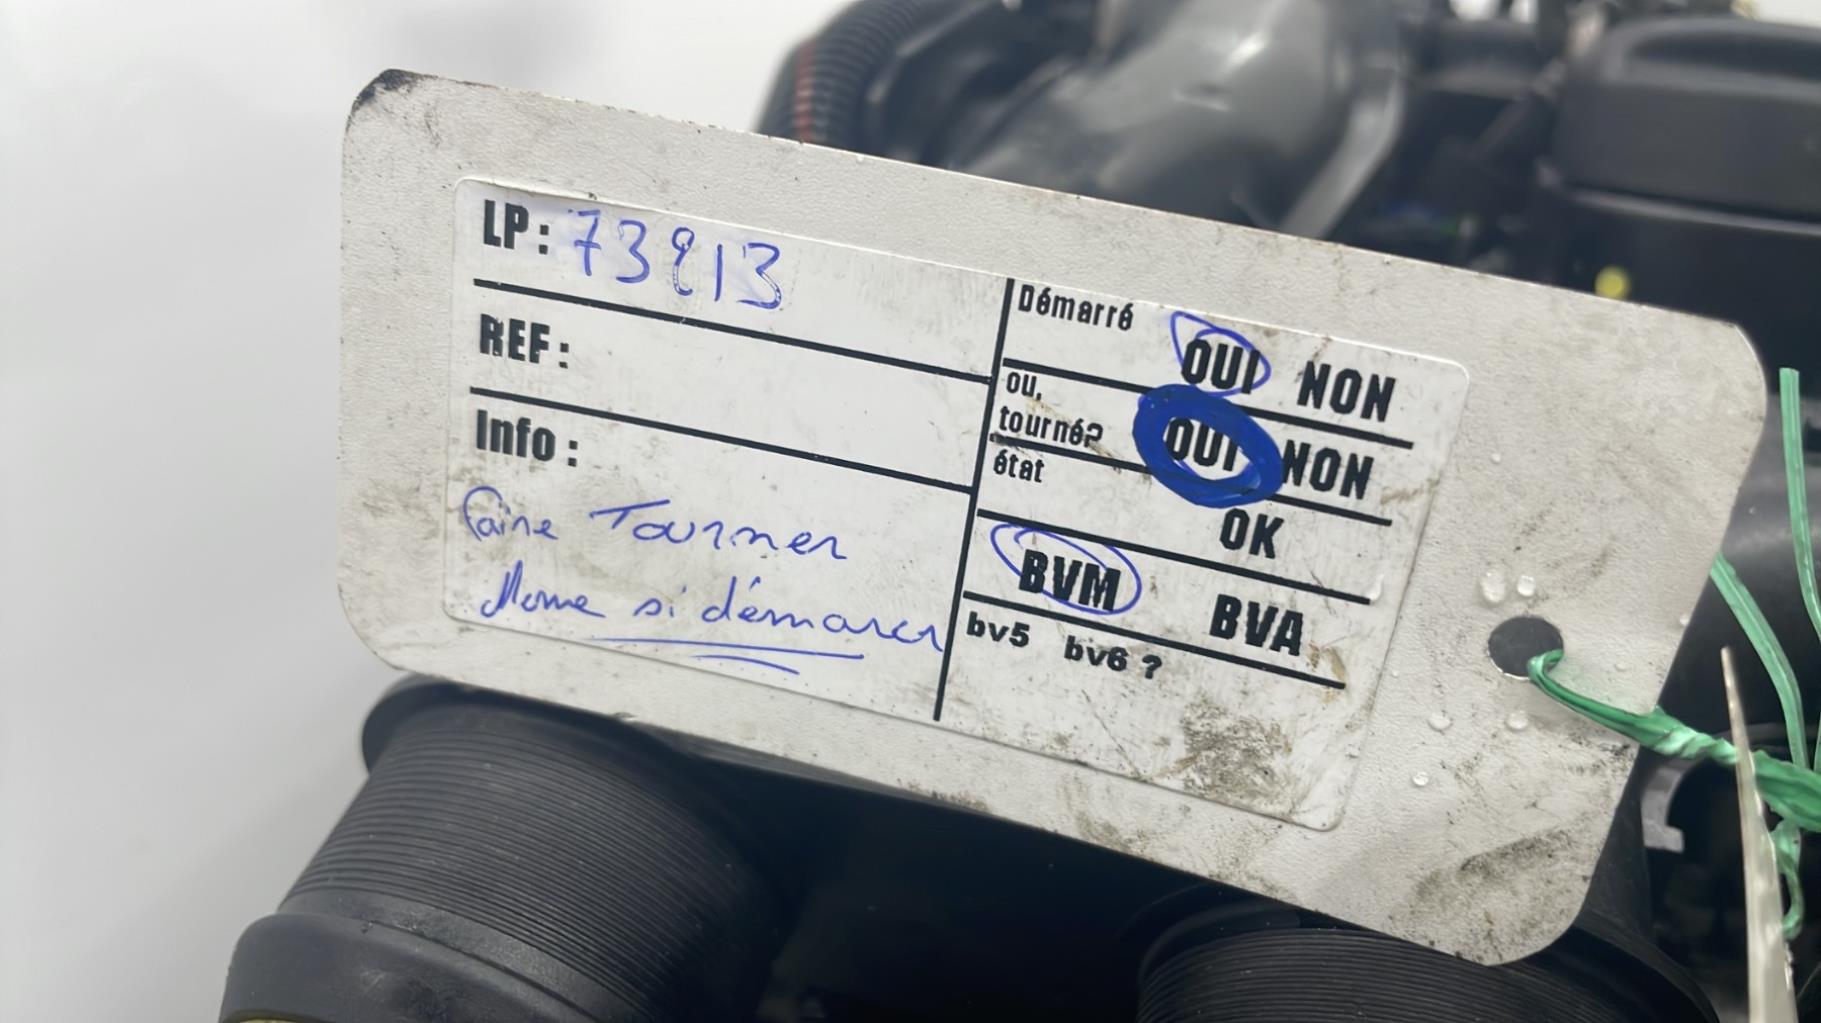 LP: 73813
REF:
Info:
faire Tourner
Meme si démarrer
Démarré OUI NON
ou,
tourné? OUI NON
état
OK
BVM BVA
bv5 bv6 ?